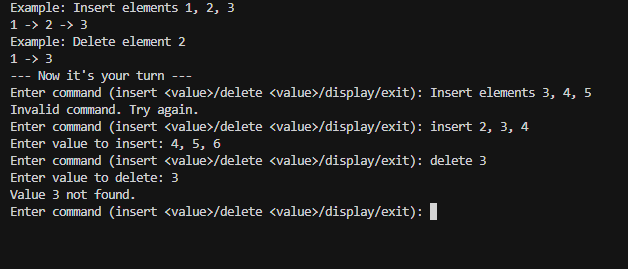 Example: Insert elements 1, 2, 3
1 -> 2 -> 3
Example: Delete element 2
1 -> 3
--- Now it's your turn ---
Enter command (insert <value>/delete <value>/display/exit): Insert elements 3, 4, 5
Invalid command. Try again.
Enter command (insert <value>/delete <value>/display/exit): insert 2, 3, 4
Enter value to insert: 4, 5, 6
Enter command (insert <value>/delete <value>/display/exit): delete 3
Enter value to delete: 3
Value 3 not found.
Enter command (insert <value>/delete <value>/display/exit):